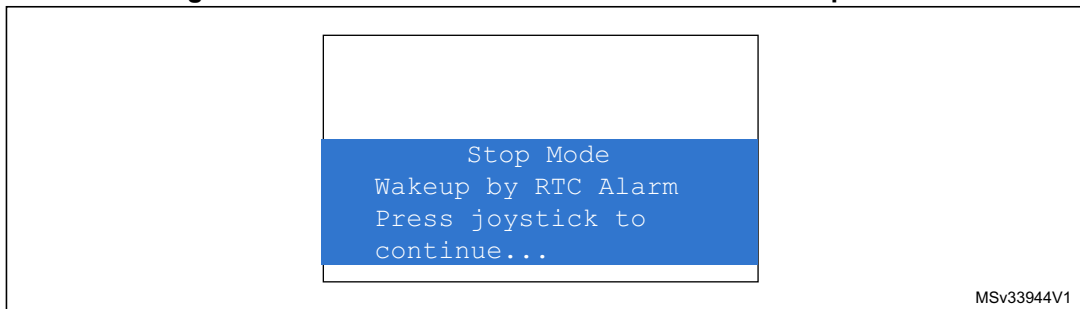 Stop Mode
Wakeup by RTC Alarm
Press joystick to
continue...
MSv33944V1